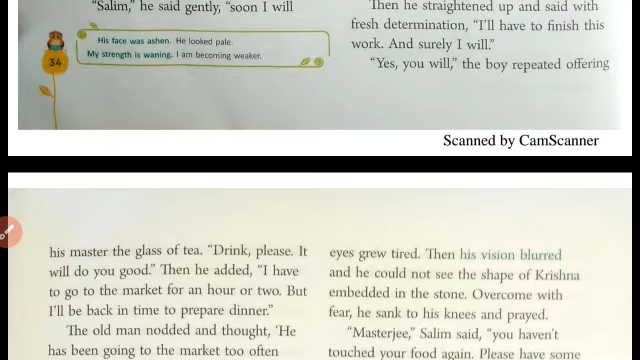 "Salim," he said gently, "soon I will
His face was ashen. He looked pale.
My strength is waning. I am becoming weaker.
34
Then he straightened up and said with
fresh determination, "I'll have to finish this
work. And surely I will."
"Yes, you will," the boy repeated offering
Scanned by CamScanner
his master the glass of tea. "Drink, please. It
will do you good." Then he added, "I have
to go to the market for an hour or two. But
I'll be back in time to prepare dinner."
The old man nodded and thought, 'He
has been going to the market too often
eyes grew tired. Then his vision blurred
and he could not see the shape of Krishna
embedded in the stone. Overcome with
fear, he sank to his knees and prayed.
"Masterjee," Salim said, "you haven't
touched your food again. Please have some